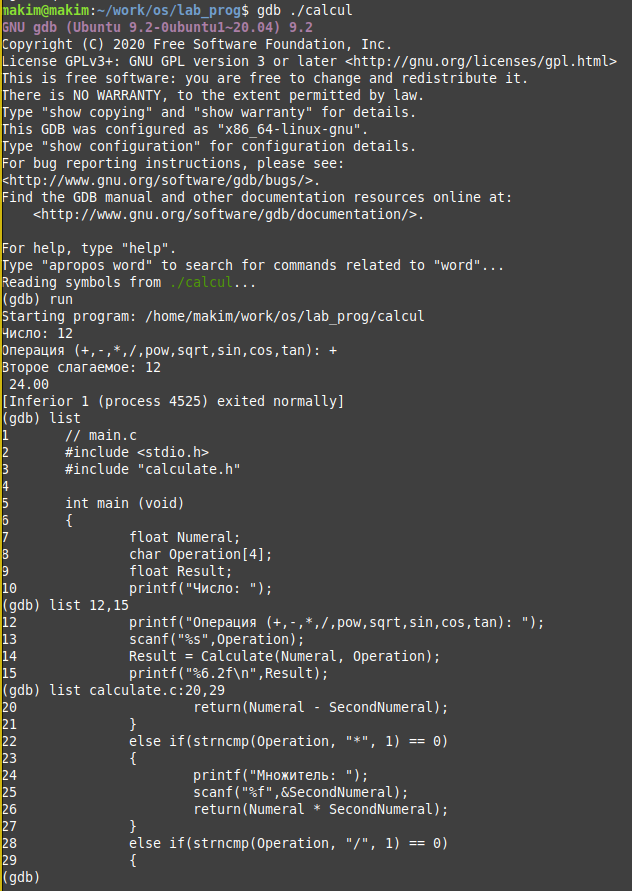 makim@makim:~/work/os/lab_prog$ gdb ./calcul
GNU gdb (Ubuntu 9.2-0ubuntu1~20.04) 9.2
Copyright (C) 2020 Free Software Foundation, Inc.
License GPLv3+: GNU GPL version 3 or later <http://gnu.org/licenses/gpl.html>
This is free software: you are free to change and redistribute it.
There is NO WARRANTY, to the extent permitted by law.
Type "show copying" and "show warranty" for details.
This GDB was configured as "x86_64-linux-gnu".
Type "show configuration" for configuration details.
For bug reporting instructions, please see:
<http://www.gnu.org/software/gdb/bugs/>.
Find the GDB manual and other documentation resources online at:
    <http://www.gnu.org/software/gdb/documentation/>.

For help, type "help".
Type "apropos word" to search for commands related to "word"...
Reading symbols from ./calcul...
(gdb) run
Starting program: /home/makim/work/os/lab_prog/calcul
Число: 12
Операция (+,-,*,/,pow,sqrt,sin,cos,tan): +
Второе слагаемое: 12
 24.00
[Inferior 1 (process 4525) exited normally]
(gdb) list
1       // main.c
2       #include <stdio.h>
3       #include "calculate.h"
4
5       int main (void)
6       {
7               float Numeral;
8               char Operation[4];
9               float Result;
10              printf("Число: ");
(gdb) list 12,15
12              printf("Операция (+,-,*,/,pow,sqrt,sin,cos,tan): ");
13              scanf("%s",Operation);
14              Result = Calculate(Numeral, Operation);
15              printf("%6.2f\n",Result);
(gdb) list calculate.c:20,29
20                      return(Numeral - SecondNumeral);
21              }
22              else if(strncmp(Operation, "*", 1) == 0)
23              {
24                      printf("Множитель: ");
25                      scanf("%f",&SecondNumeral);
26                      return(Numeral * SecondNumeral);
27              }
28              else if(strncmp(Operation, "/", 1) == 0)
29              {
(gdb)